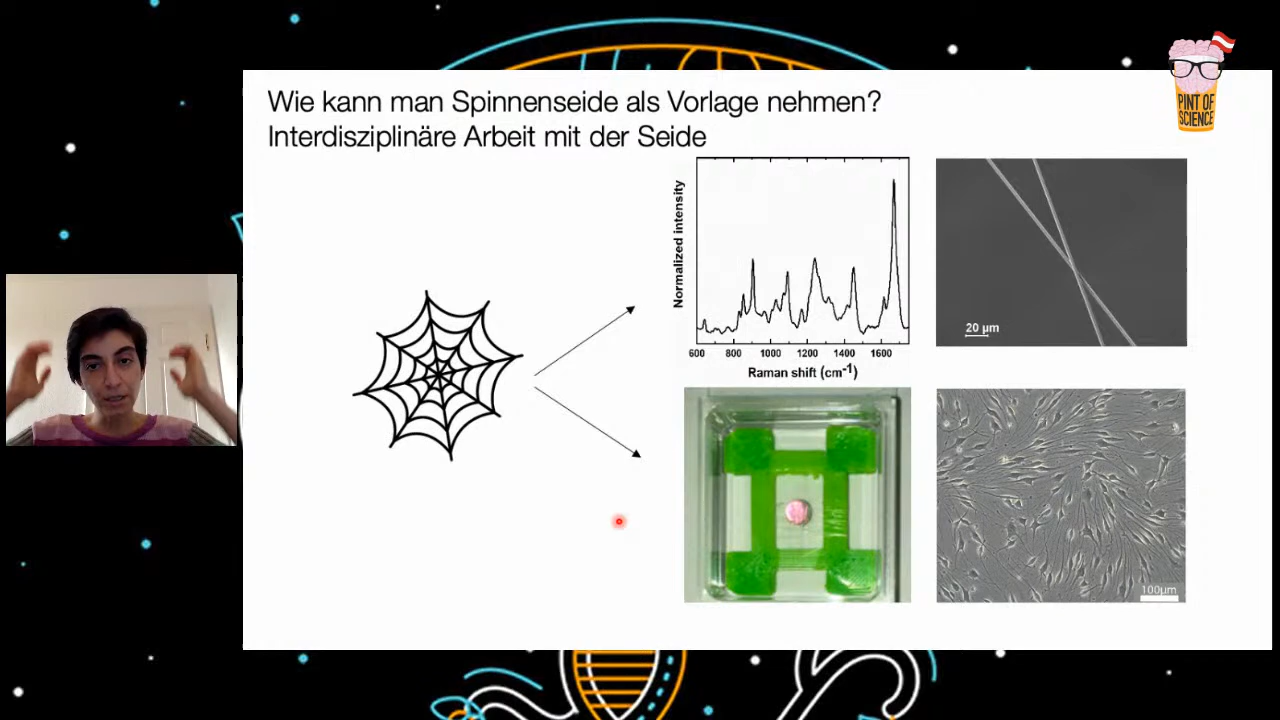 Wie kann man Spinnenseide als Vorlage nehmen?
Interdisziplinäre Arbeit mit der Seide
PINT OF
SCIENCE
Normalized intensity
600 800 1000 1200 1400 1600
Raman shift (cm-1)
20 µm
100µm